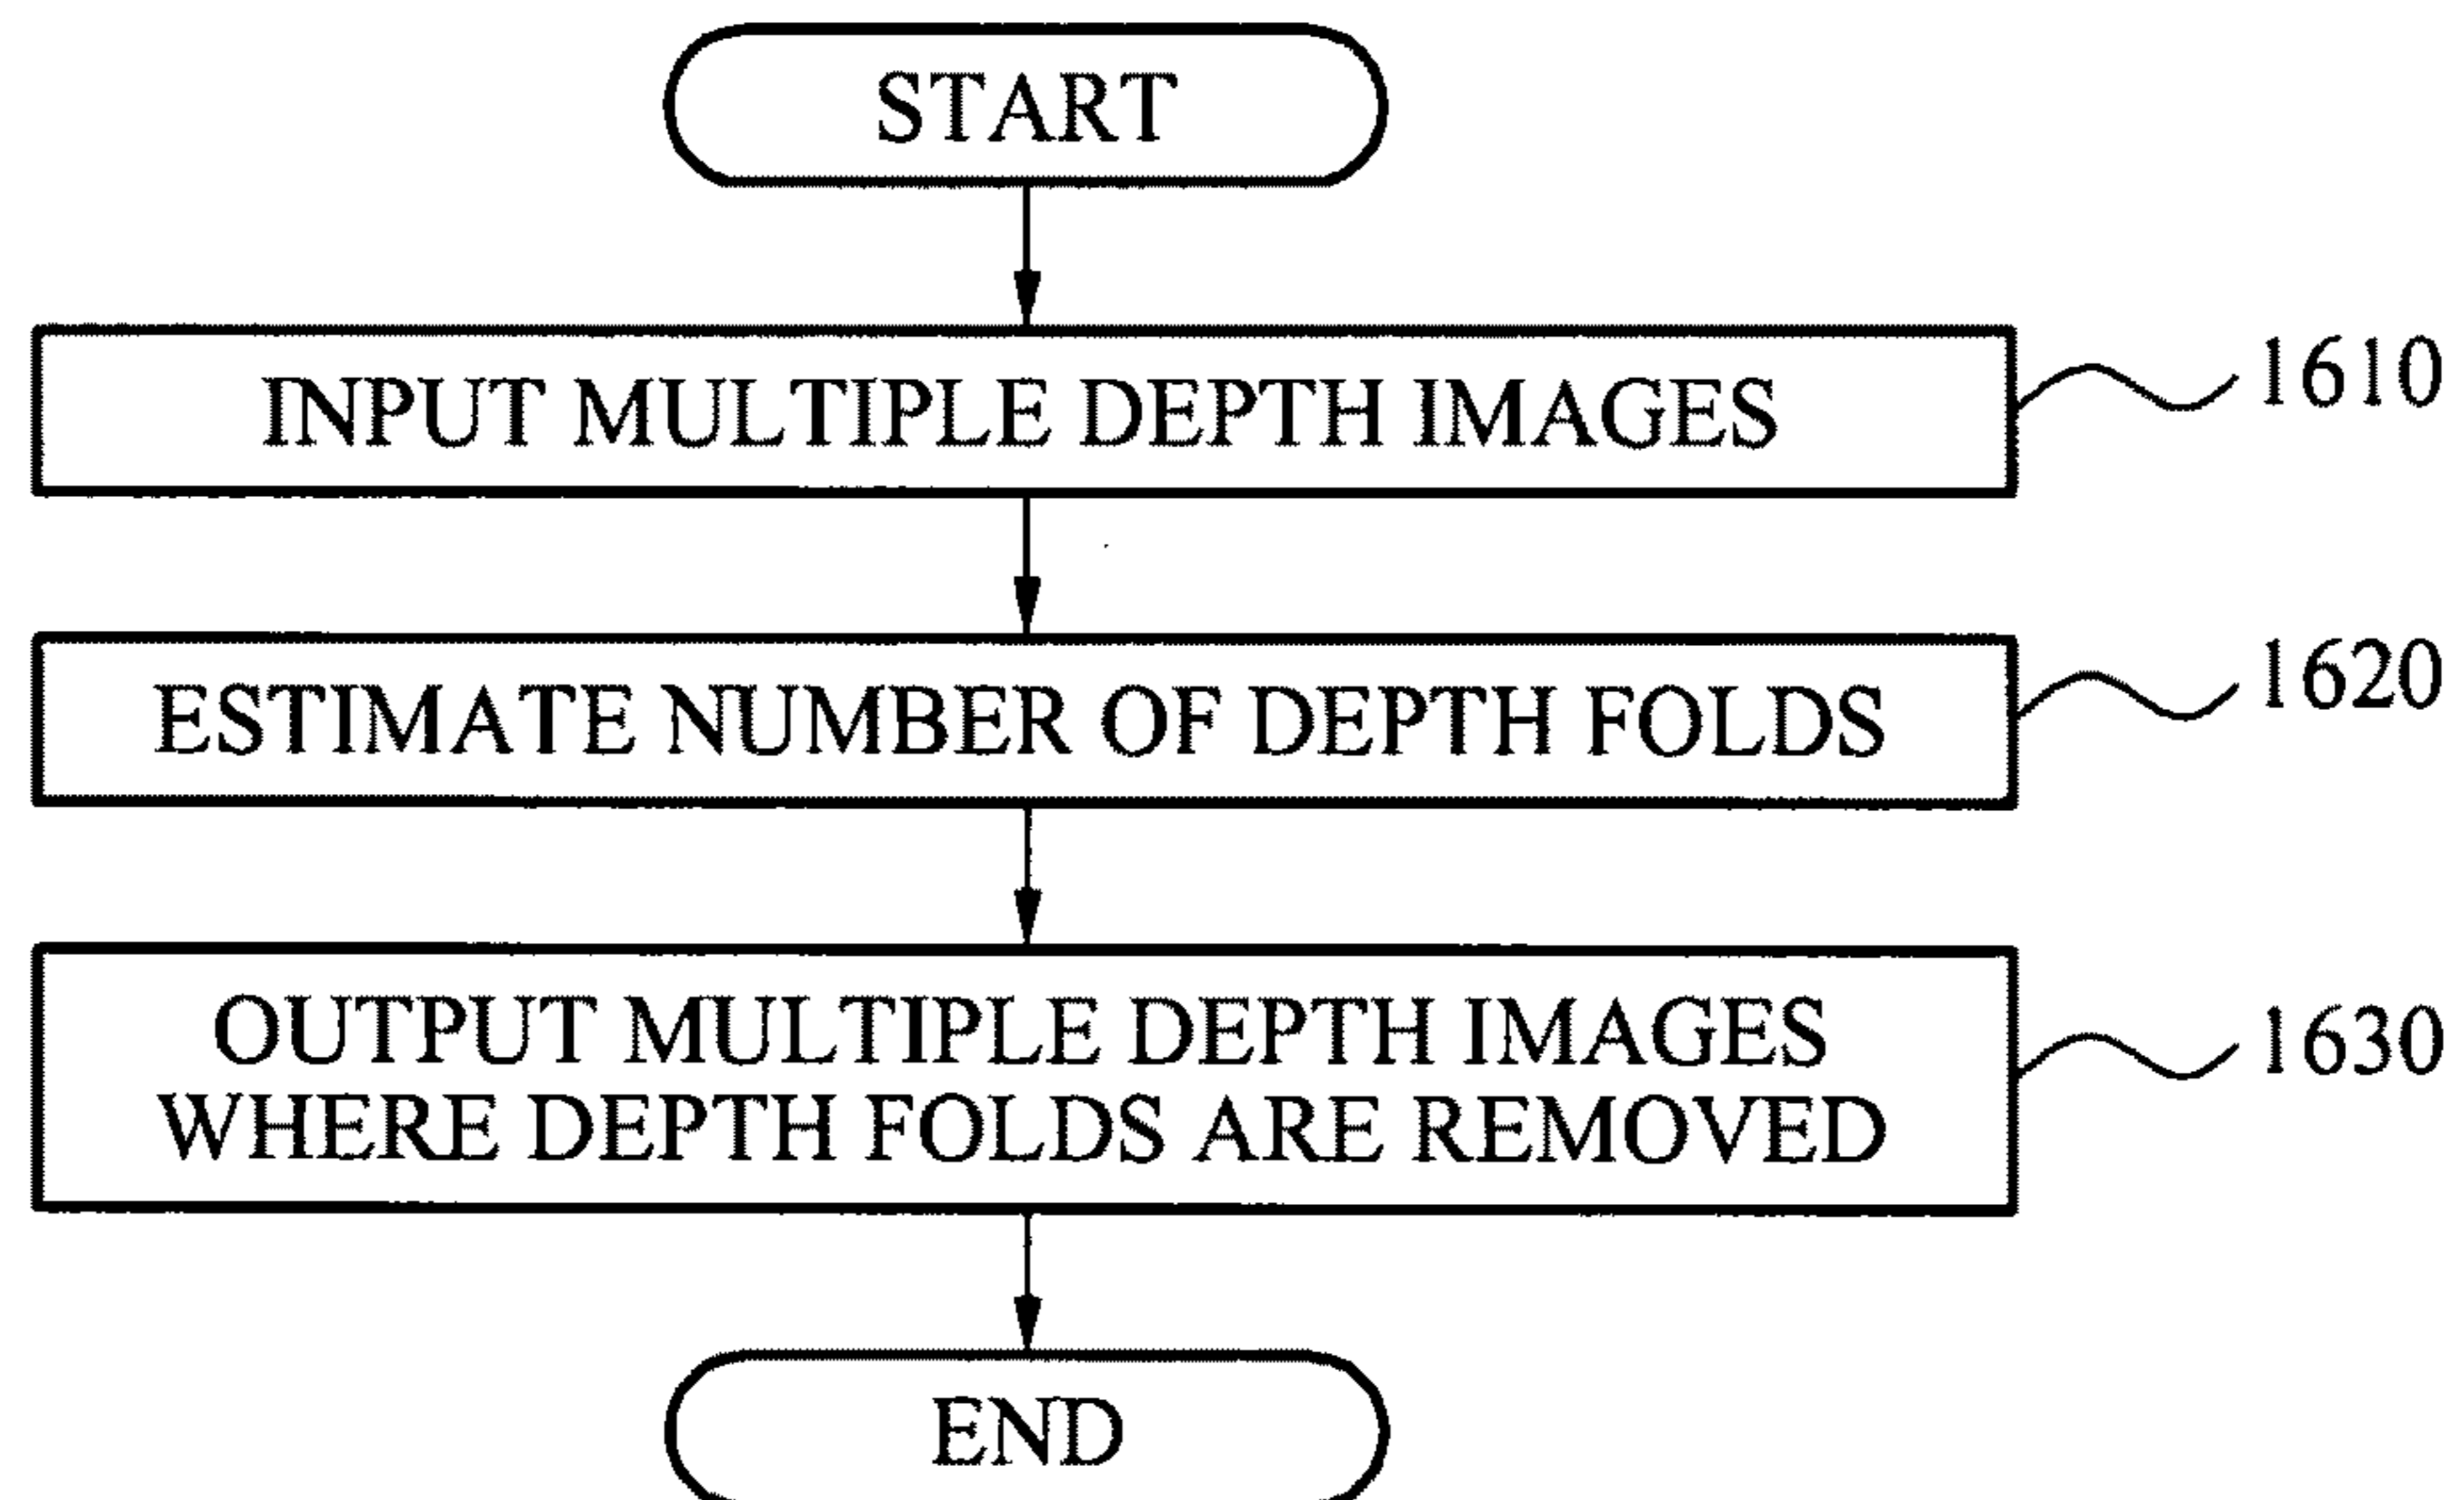 START
INPUT MULTIPLE DEPTH IMAGES
1610
ESTIMATE NUMBER OF DEPTH FOLDS
1620
OUTPUT MULTIPLE DEPTH IMAGES
WHERE DEPTH FOLDS ARE REMOVED
1630
END